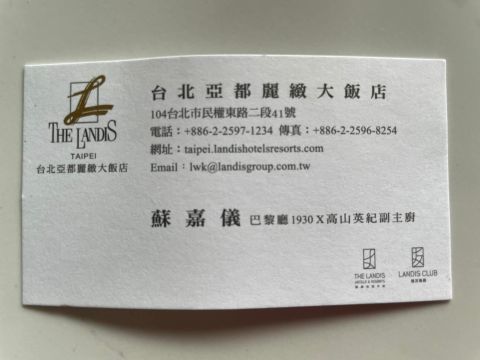 L
THE LANDIS
TAIPEI
台北亞都麗緻大飯店
台北亞都麗緻大飯店
104台北市民權東路二段41號
電話：+886-2-2597-1234 傳真：+886-2-2596-8254
網址：taipei.landishotelsresorts.com
Email：lwk@landisgroup.com.tw
蘇嘉儀 巴黎廳1930 X高山英紀副主廚
THE LANDIS
HOTELS & RESORTS
LANDIS CLUB